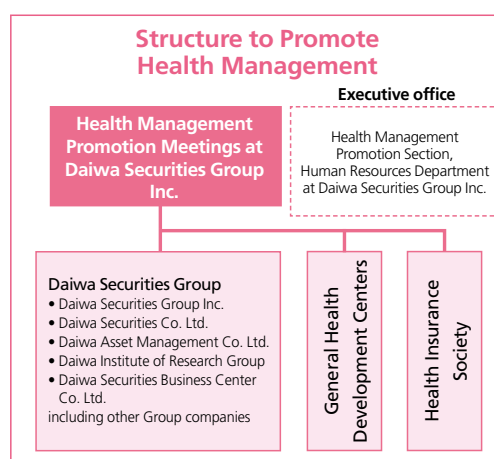 Structure to Promote
Health Management
Executive office
Health Management
Promotion Meetings at
Daiwa Securities Group
Inc.
Health Management
Promotion Section,
Human Resources Department
at Daiwa Securities Group Inc.
Daiwa Securities Group
• Daiwa Securities Group Inc.
• Daiwa Securities Co. Ltd.
• Daiwa Asset Management Co. Ltd.
• Daiwa Institute of Research Group
• Daiwa Securities Business Center
Co. Ltd.
including other Group companies
General Health
Development Centers
Health Insurance
Society